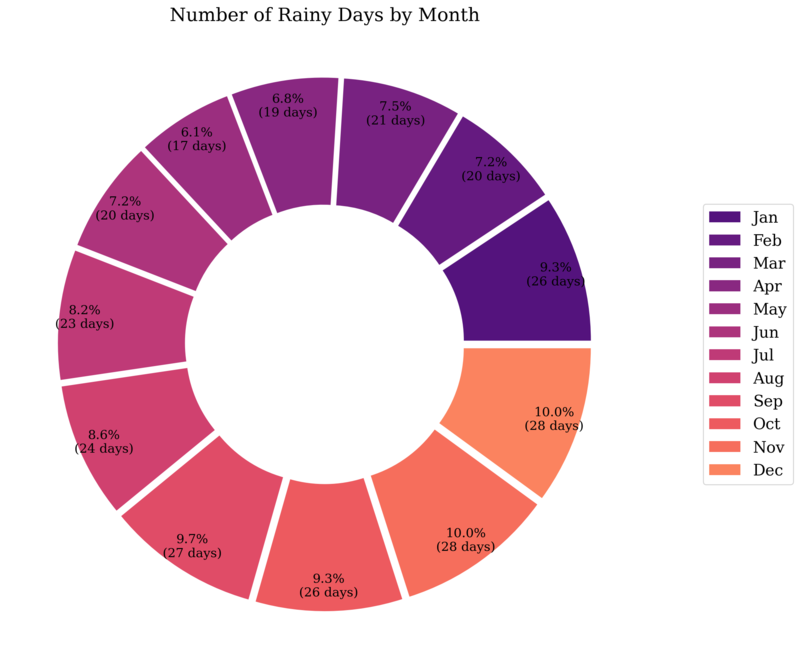 Number of Rainy Days by Month
9.3%
(26 days)
7.2%
(20 days)
7.5%
(21 days)
6.8%
(19 days)
6.1%
(17 days)
7.2%
(20 days)
8.2%
(23 days)
8.6%
(24 days)
9.7%
(27 days)
9.3%
(26 days)
10.0%
(28 days)
10.0%
(28 days)
Jan
Feb
Mar
Apr
May
Jun
Jul
Aug
Sep
Oct
Nov
Dec